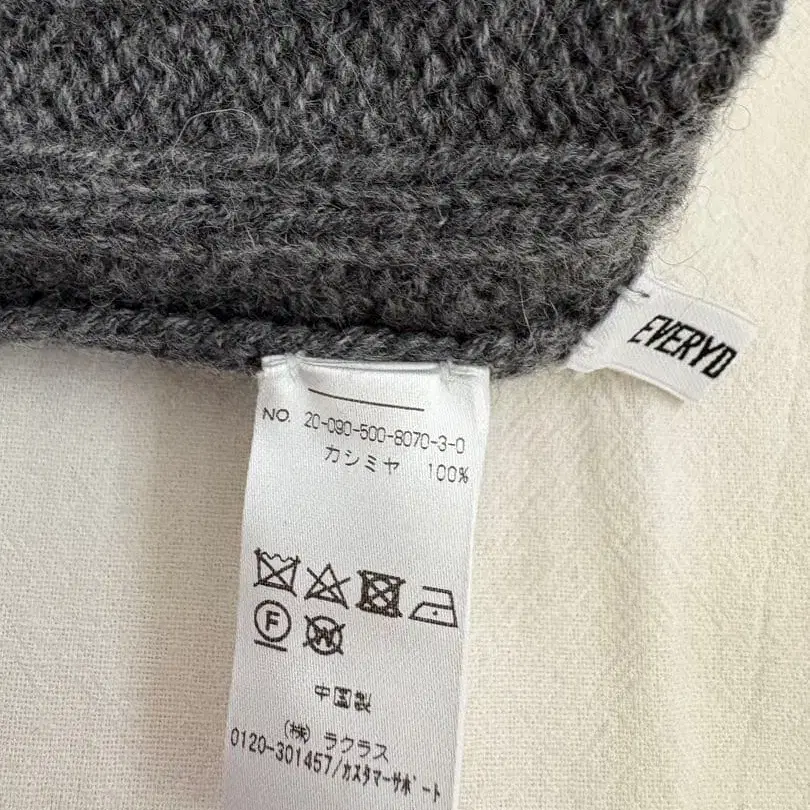 EVERYD
NO. 20-090-500-8070-3-0
カシミヤ 100%
F
W
中国製
(株) ラクラス
0120-301457/カスタマーサポート